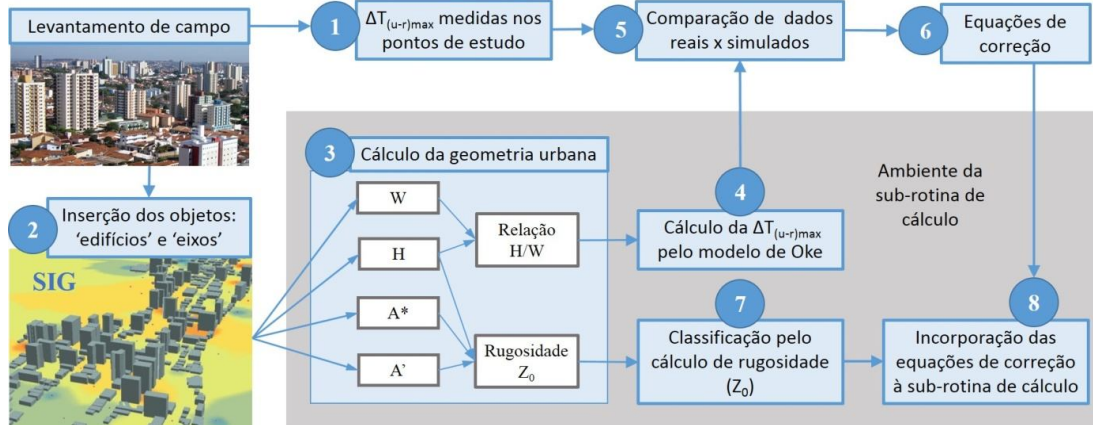 Levantamento de campo
1
ΔT(u-r)max medidas nos
pontos de estudo
5
Comparação de dados
reais x simulados
6
Equações de
correção
2
Inserção dos objetos:
‘edifícios’ e ‘eixos’
SIG
3
Cálculo da geometria urbana
W
H
A*
A’
Relação
H/W
Rugosidade
Z0
4
Cálculo da ΔT(u-r)max
pelo modelo de Oke
Ambiente da
sub-rotina de
cálculo
7
Classificação pelo
cálculo de rugosidade
(Z0)
8
Incorporação das
equações de correção
à sub-rotina de cálculo